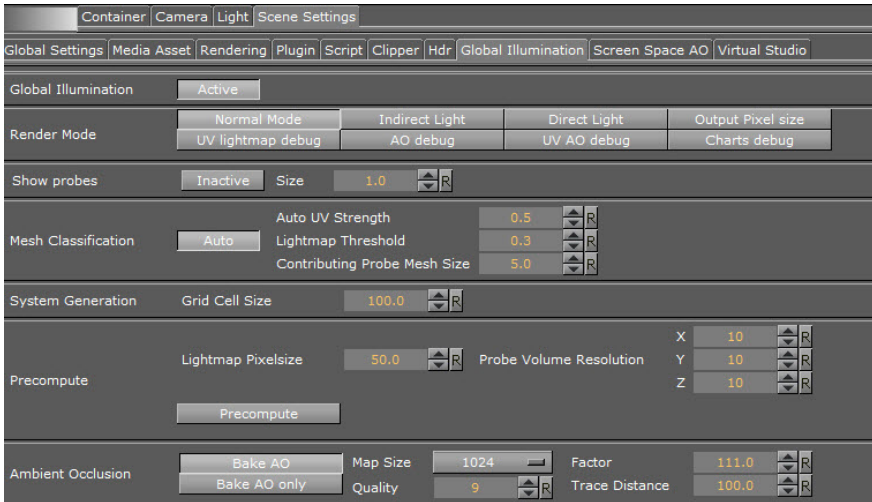 Container Camera Light Scene Settings
Global Settings Media Asset Rendering Plugin Script Clipper Hdr Global Illumination Screen Space AO Virtual Studio
Global Illumination Active
Normal Mode Indirect Light Direct Light Output Pixel size
Render Mode
UV lightmap debug AO debug UV AO debug Charts debug
Show probes Inactive Size 1.0 R
Auto UV Strength 0.5 R
Mesh Classification Auto Lightmap Threshold 0.3 R
Contributing Probe Mesh Size 5.0 R
System Generation Grid Cell Size 100.0 R
X 10 R
Lightmap Pixelsize 50.0 R Probe Volume Resolution Y 10 R
Z 10 R
Precompute
Precompute
Bake AO Map Size 1024 Factor 111.0 R
Ambient Occlusion
Bake AO only Quality 9 R Trace Distance 100.0 R